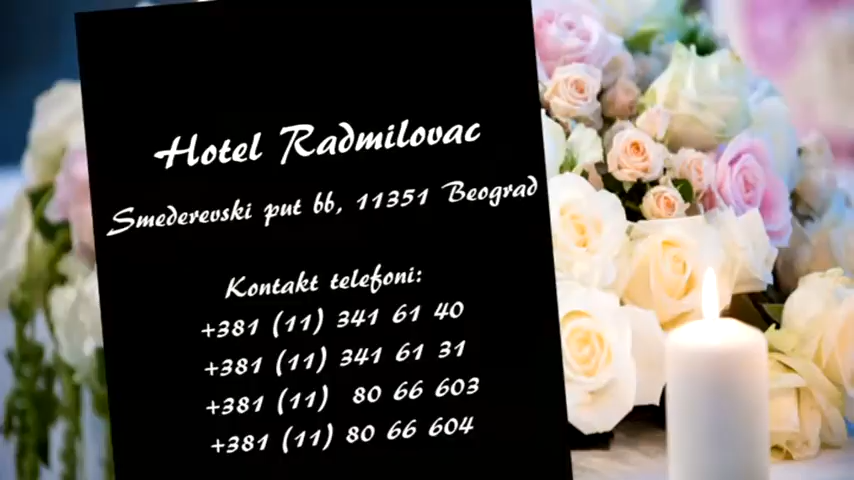 Hotel Radmilovac
Smederevski put bb, 11351 Beograd
Kontakt telefoni:
+381 (11) 341 61 40
+381 (11) 341 61 31
+381 (11) 80 66 603
+381 (11) 80 66 604